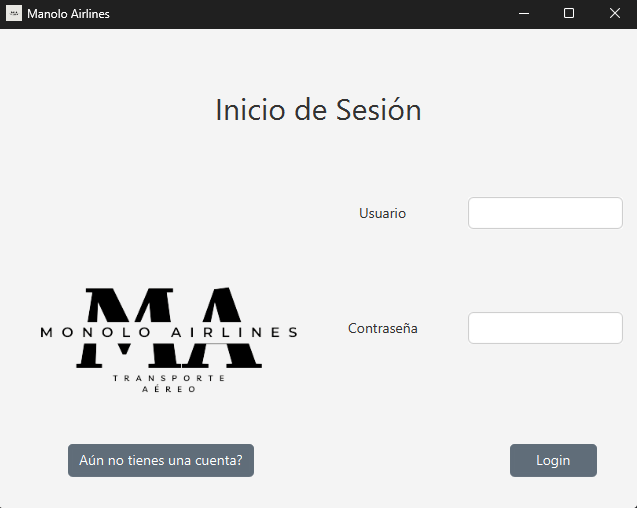 Manolo Airlines
Inicio de Sesión
Usuario
MA
MONOLO AIRLINES
TRANSPORTE
AÉREO
Contraseña
Aún no tienes una cuenta?
Login